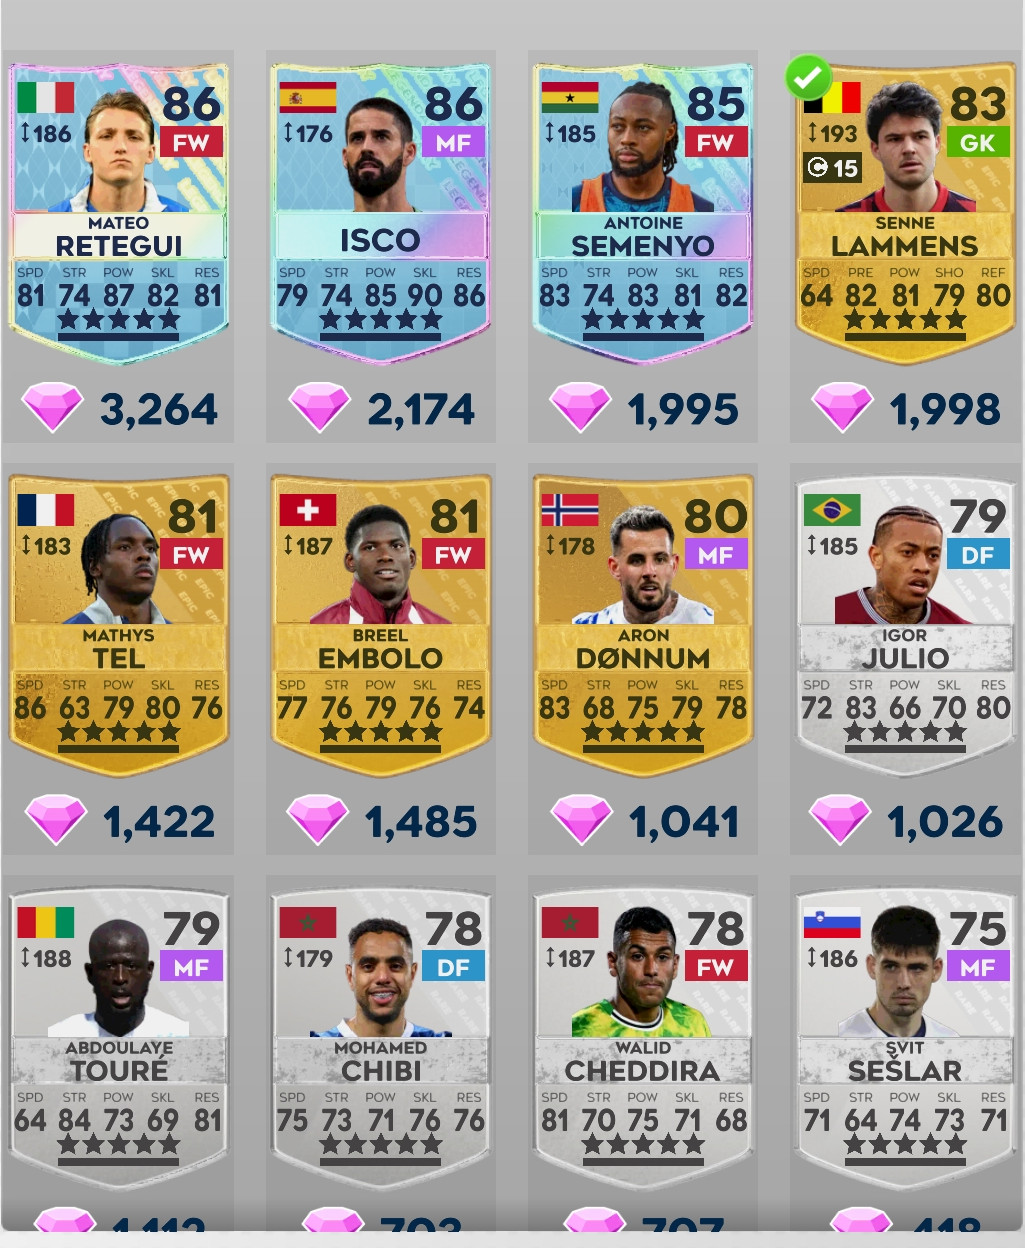 86
↕186
FW
MATEO
RETEGUI
SPD STR POW SKL RES
81 74 87 82 81
3,264
86
↕176
MF
ISCO
SPD STR POW SKL RES
79 74 85 90 86
2,174
85
↕185
FW
ANTOINE
SEMENYO
SPD STR POW SKL RES
83 74 83 81 82
1,995
83
↕193
GK
© 15
SENNE
LAMMENS
SPD PRE POW SHO REF
64 82 81 79 80
1,998
81
↕183
FW
MATHYS
TEL
SPD STR POW SKL RES
86 63 79 80 76
1,422
81
↕187
FW
BREEL
EMBOLO
SPD STR POW SKL RES
77 76 79 76 74
1,485
80
↕178
MF
ARON
DØNNUM
SPD STR POW SKL RES
83 68 75 79 78
1,041
79
↕185
DF
IGOR
JULIO
SPD STR POW SKL RES
72 83 66 70 80
1,026
79
↕188
MF
ABDOULAYE
TOURÉ
SPD STR POW SKL RES
64 84 73 69 81
78
↕179
DF
MOHAMED
CHIBI
SPD STR POW SKL RES
75 73 71 76 76
78
↕187
FW
WALID
CHEDDIRA
SPD STR POW SKL RES
81 70 75 71 68
75
↕186
MF
SVIT
SEŠLAR
SPD STR POW SKL RES
71 64 74 73 71